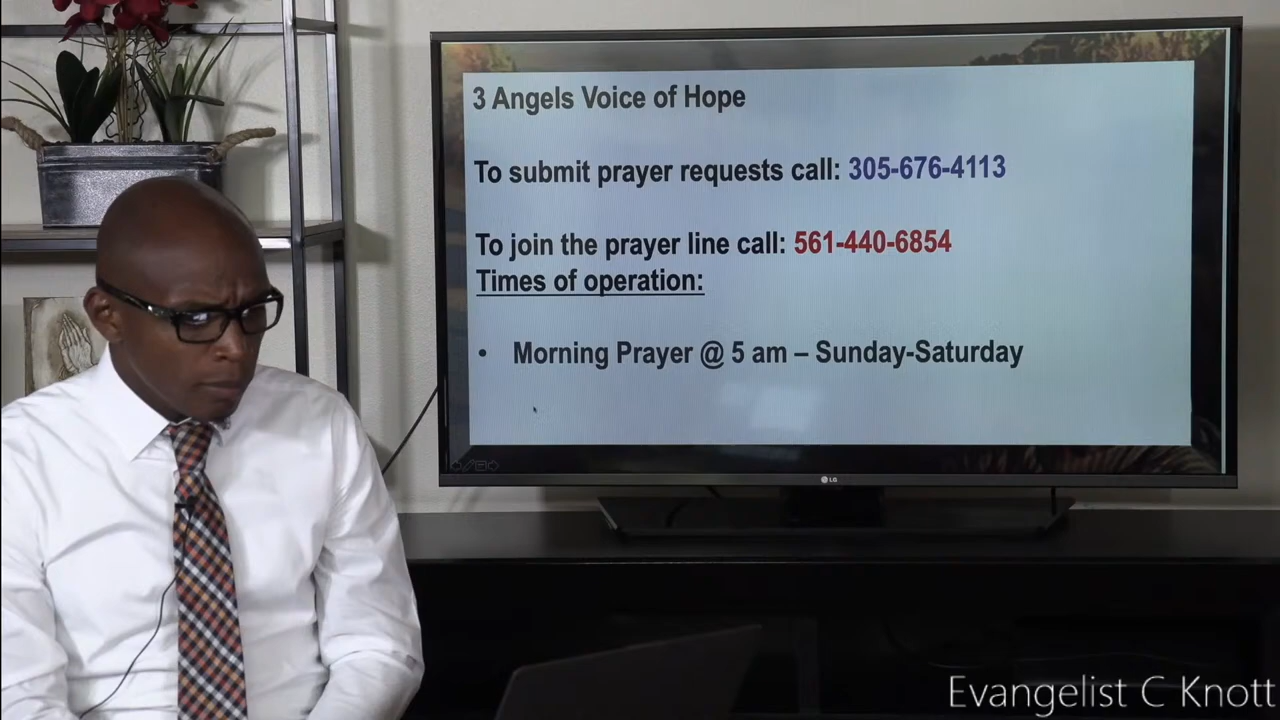 3 Angels Voice of Hope
To submit prayer requests call: 305-676-4113
To join the prayer line call: 561-440-6854
Times of operation:
• Morning Prayer @ 5 am – Sunday-Saturday
LG
Evangelist C Knott